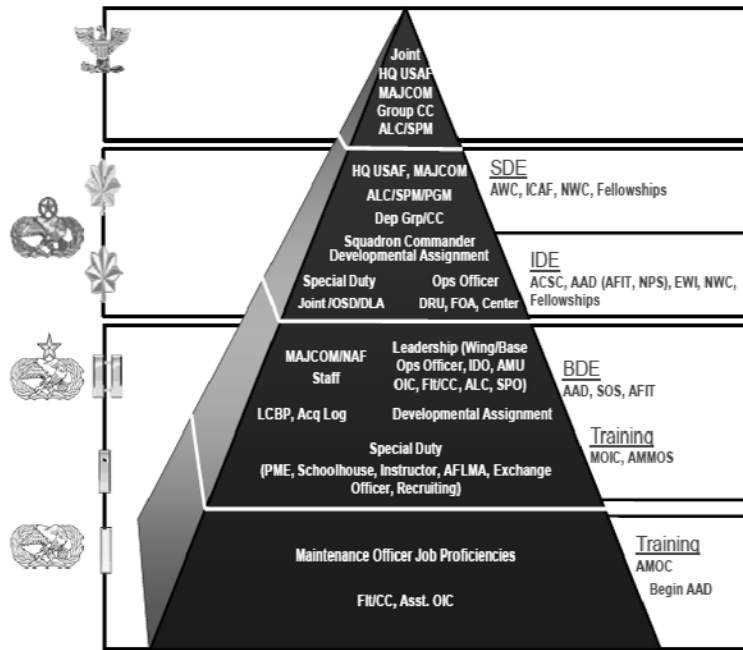 Joint
HQ USAF
MAJCOM
Group CC
ALC/SPM
HQ USAF, MAJCOM
ALC/SPM/PGM
Dep Grp/CC
Squadron Commander
Developmental Assignment
Special Duty
Joint /OSD/DLA
Ops Officer
DRU, FOA, Center
SDE
AWC, ICAF, NWC, Fellowships
IDE
ACSC, AAD (AFIT, NPS), EWI, NWC,
Fellowships
MAJCOM/NAF
Staff
Leadership (Wing/Base
Ops Officer, IDO, AMU
OIC, Flt/CC, ALC, SPO)
LCBP, Acq Log
Developmental Assignment
Special Duty
(PME, Schoolhouse, Instructor, AFLMA, Exchange
Officer, Recruiting)
BDE
AAD, SOS, AFIT
Training
MOIC, AMMOS
Maintenance Officer Job Proficiencies
Flt/CC, Asst. OIC
Training
AMOC
Begin AAD